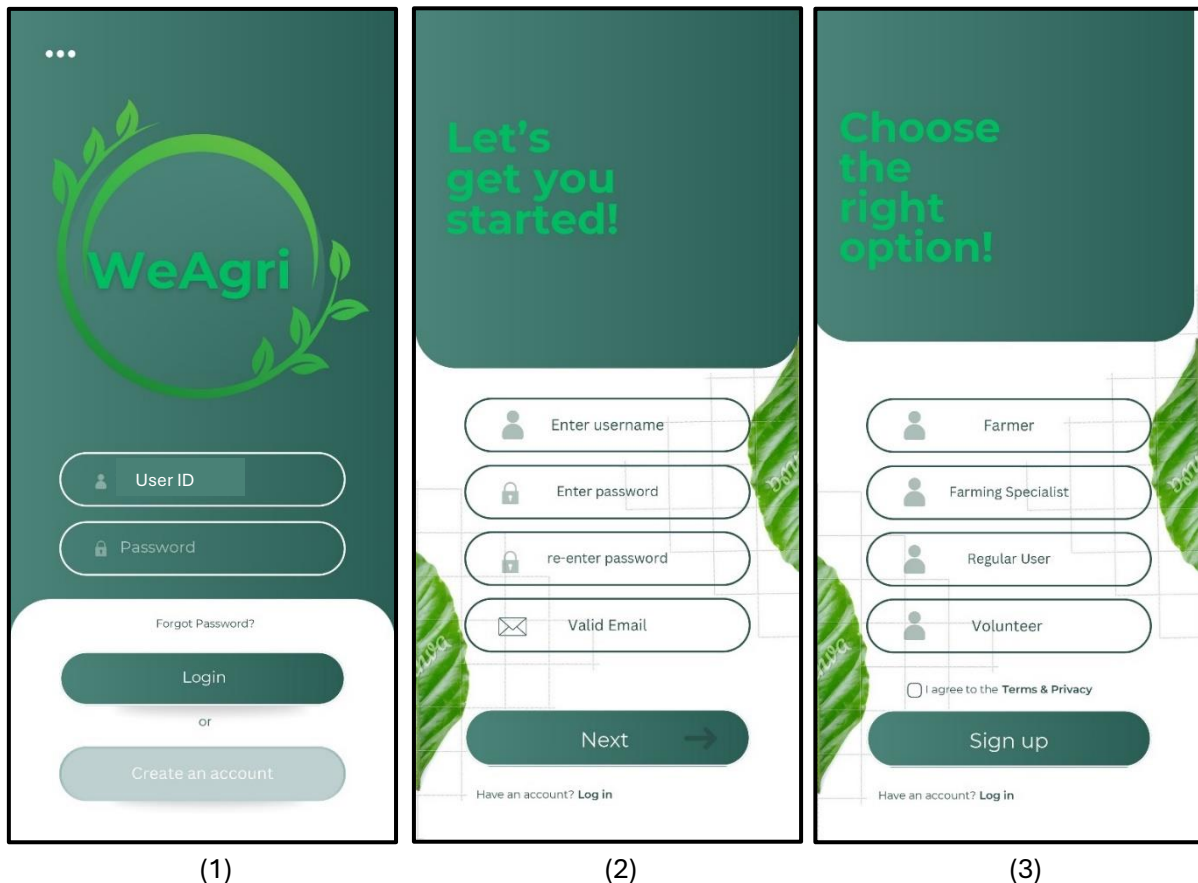 WeAgri
User ID
Password
Forgot Password?
Login
or
Create an account
(1)
Let's
get you
started!
Enter username
Enter password
re-enter password
Valid Email
Next
Have an account? Log in
(2)
Choose
the
right
option!
Farmer
Farming Specialist
Regular User
Volunteer
I agree to the Terms & Privacy
Sign up
Have an account? Log in
(3)